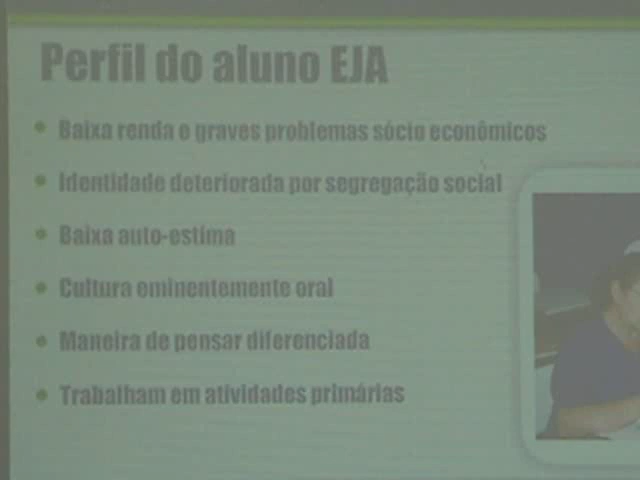 Perfil do aluno EJA
Baixa renda e graves problemas sócio econômicos
Identidade deteriorada por segregação social
Baixa auto-estima
Cultura eminentemente oral
Maneira de pensar diferenciada
Trabalham em atividades primárias